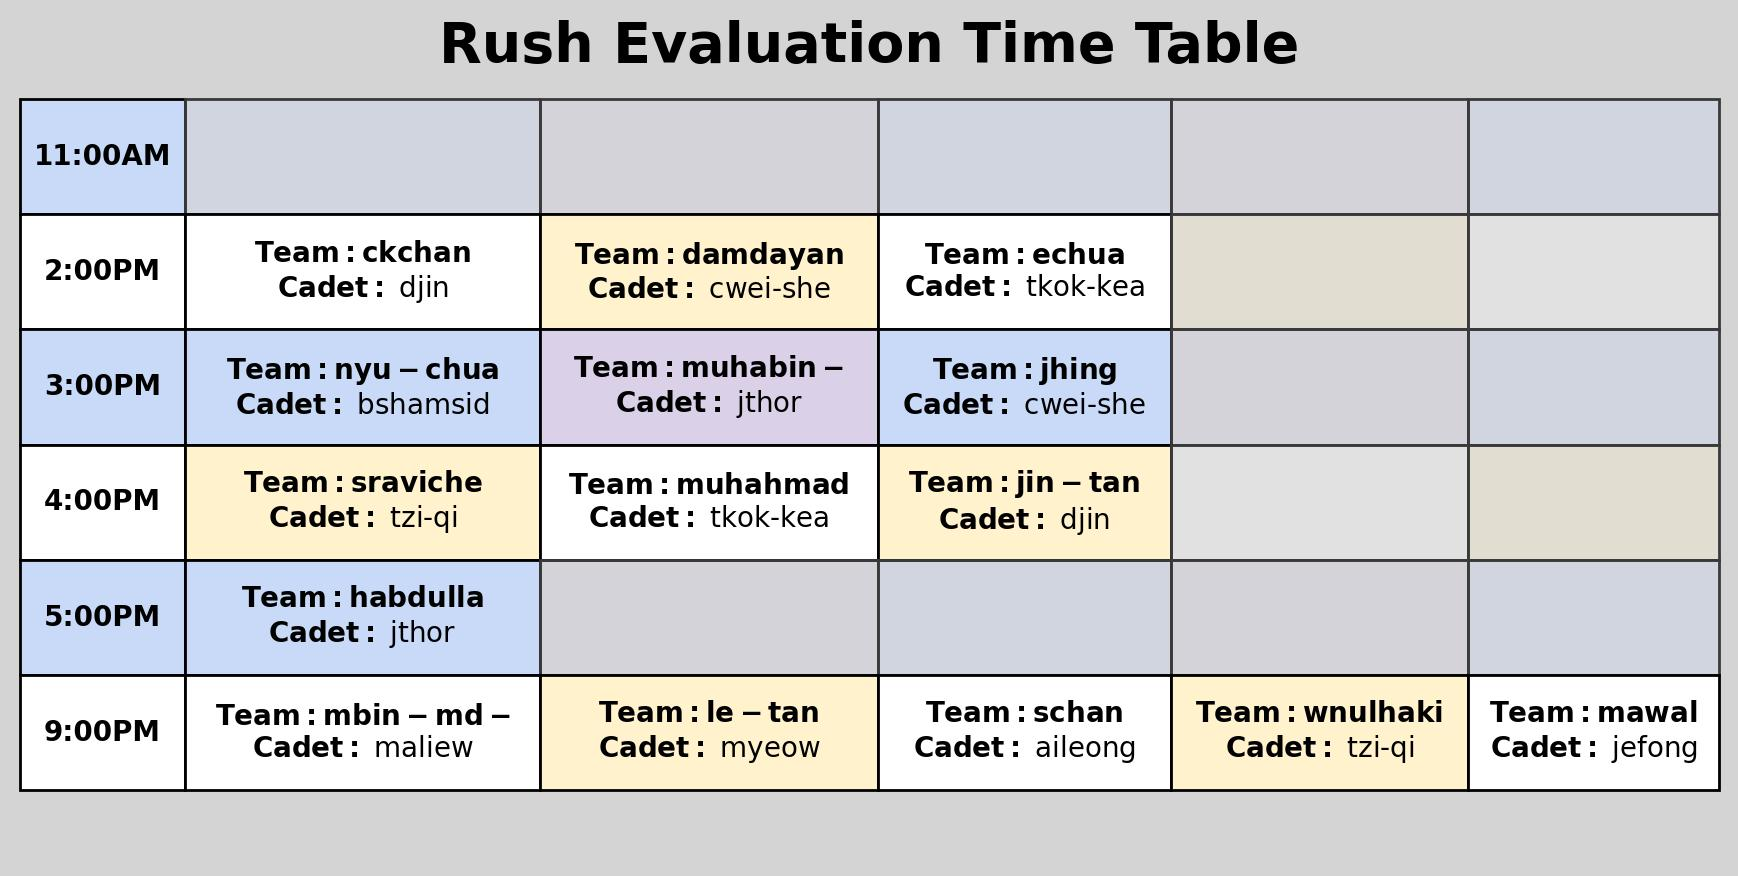 Rush Evaluation Time Table
11:00AM
2:00PM
Team : ckchan
Cadet : djin
Team : damdayan
Cadet : cwei-she
Team : echua
Cadet : tkok-kea
3:00PM
Team : nyu – chua
Cadet : bshamsid
Team : muhabin –
Cadet : jthor
Team : jhing
Cadet : cwei-she
4:00PM
Team : sraviche
Cadet : tzi-qi
Team : muhahmad
Cadet : tkok-kea
Team : jin – tan
Cadet : djin
5:00PM
Team : habdulla
Cadet : jthor
9:00PM
Team : mbin – md –
Cadet : maliew
Team : le – tan
Cadet : myeow
Team : schan
Cadet : aileong
Team : wnulhaki
Cadet : tzi-qi
Team : mawal
Cadet : jefong